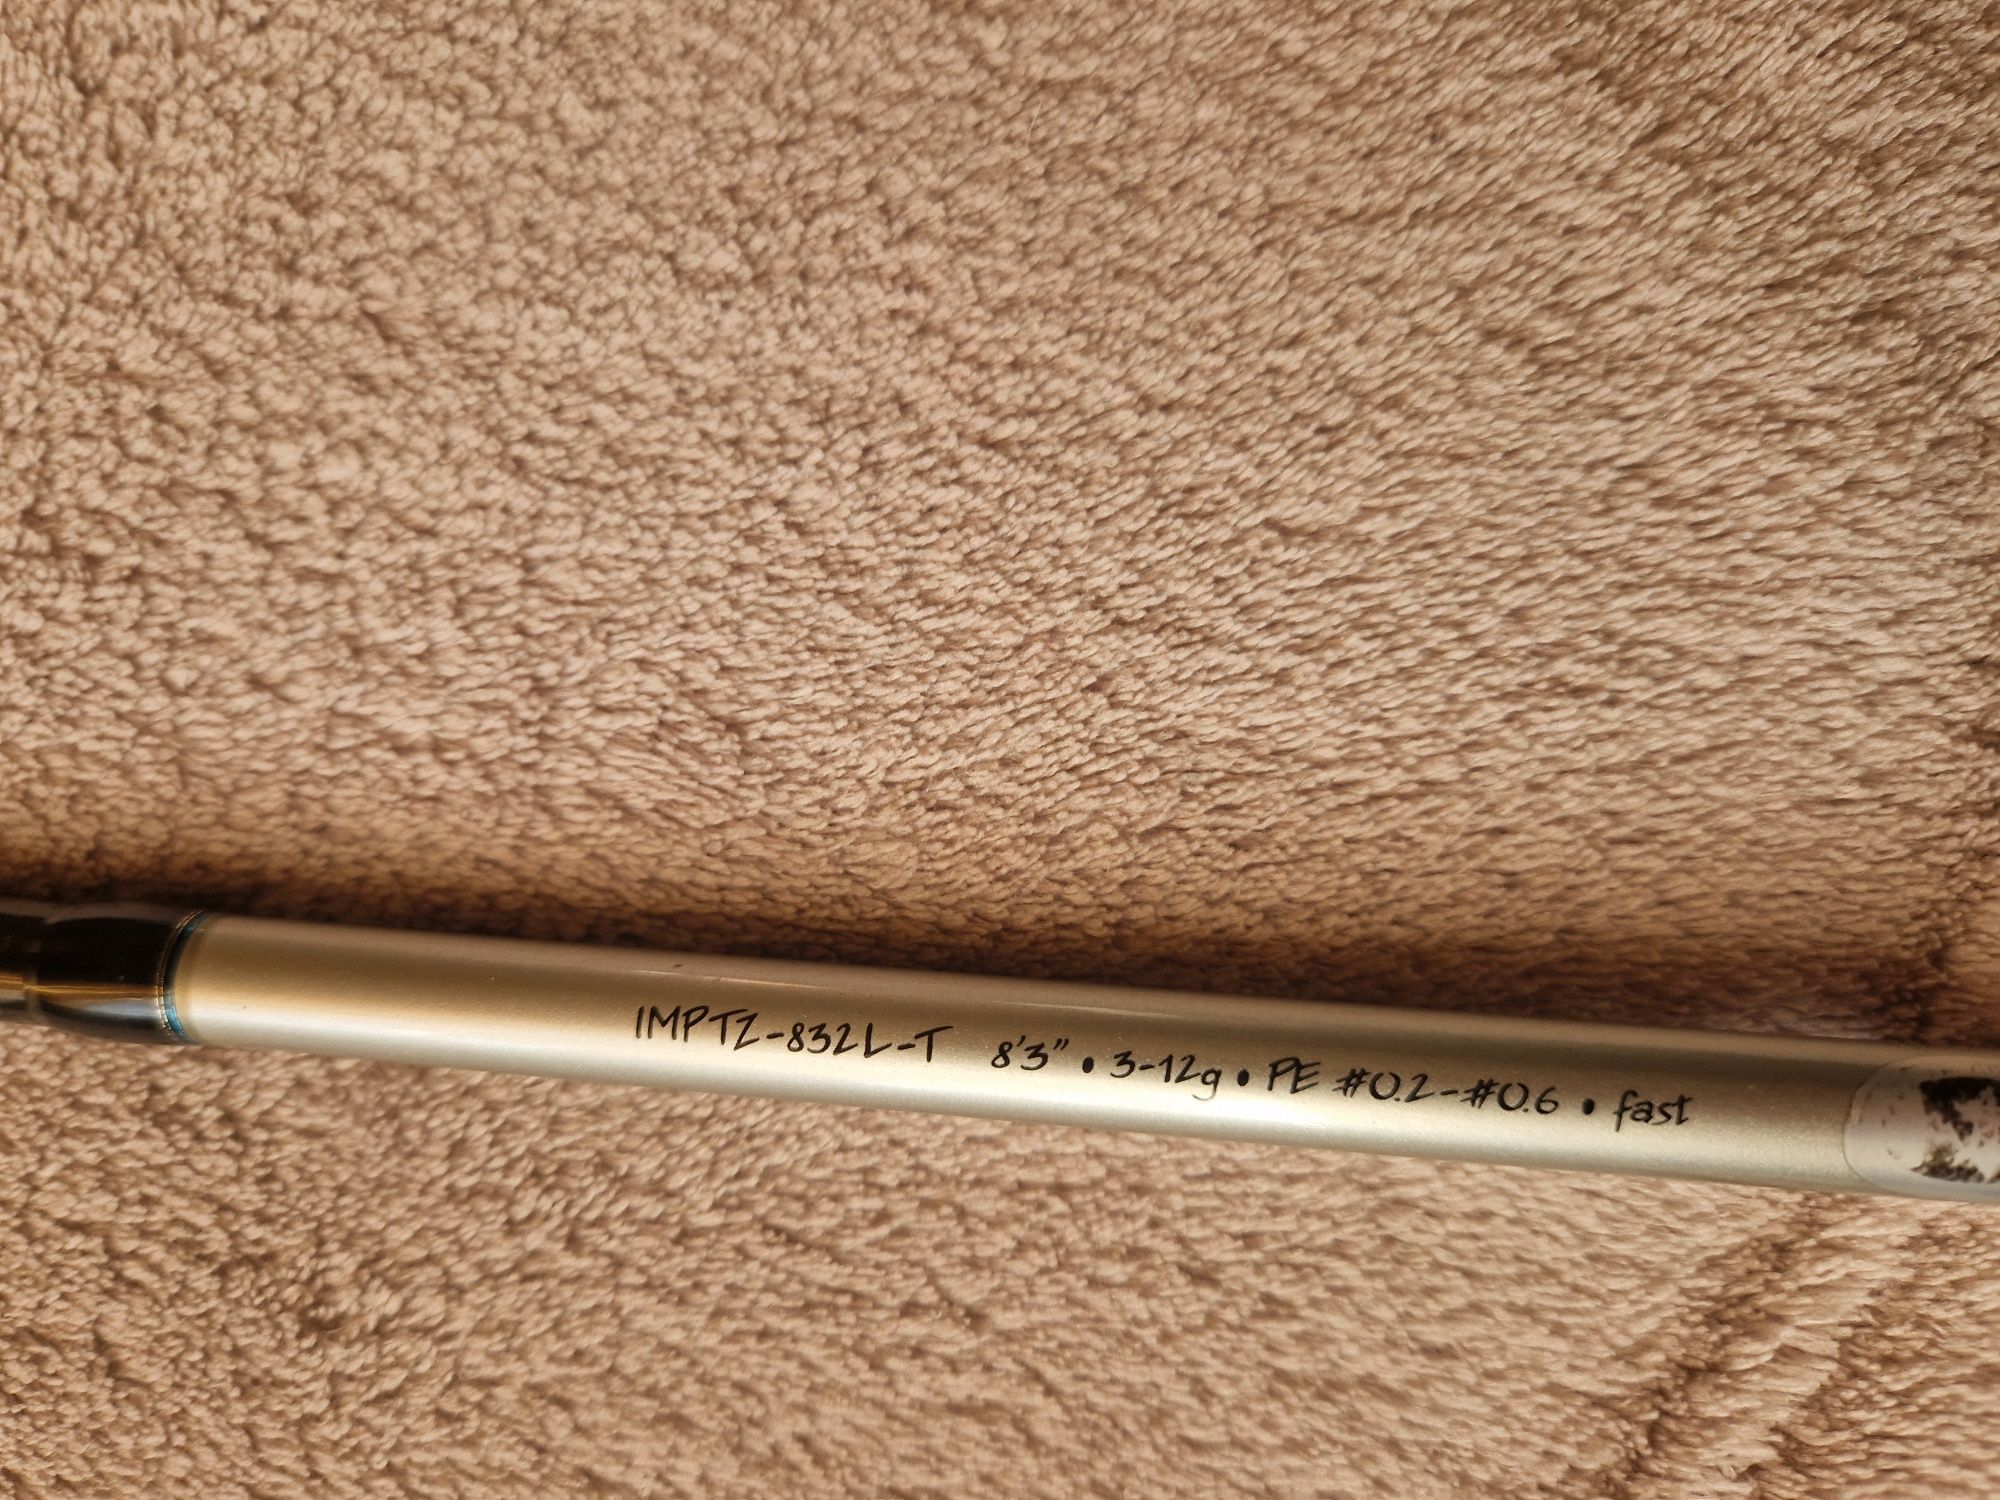 IMPTZ-832L-T 8'3" • 3-12g • PE #0.2-#0.6 • fast